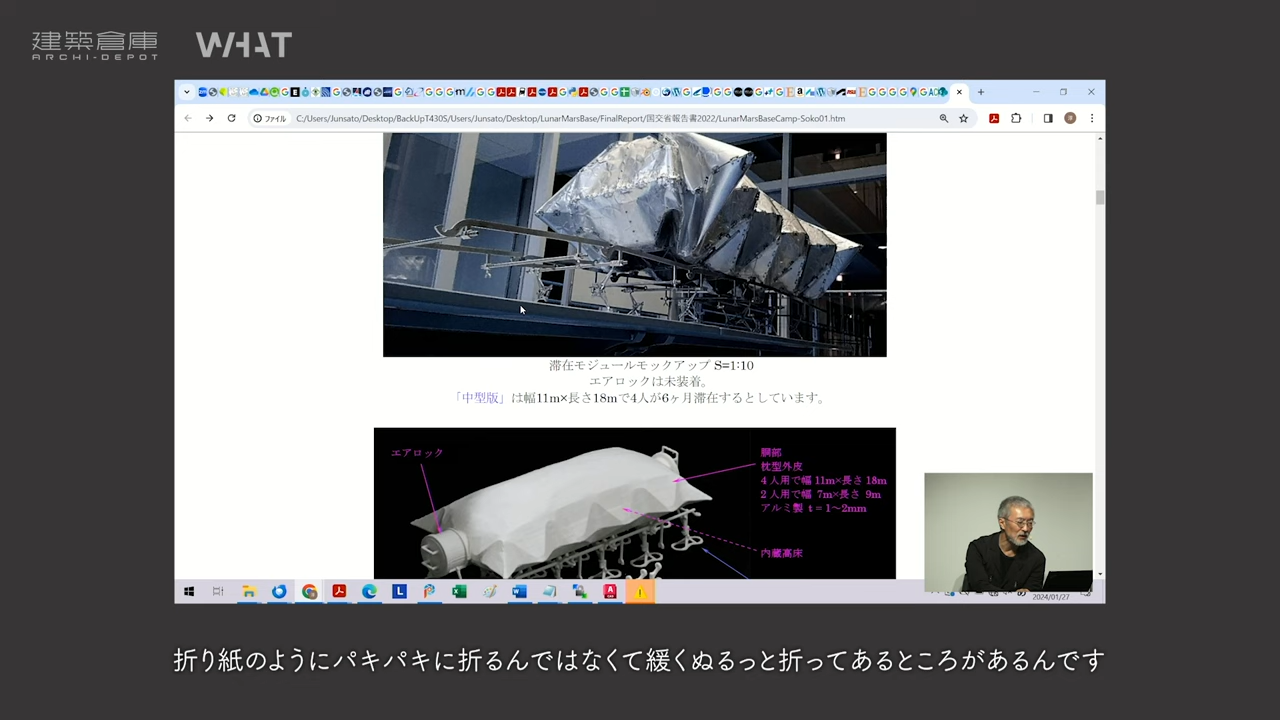 建築倉庫
ARCHI-DEPOT
WHAT
ファイル
C:/Users/Junsato/Desktop/BackUpT430S/Users/Junsato/Desktop/LunarMarsBase/FinalReport/国交省報告書2022/LunarMarsBaseCamp-Soko01.htm
滞在モジュールモックアップ S=1:10
エアロックは未装着。
「中型版」は幅11m×長さ18mで4人が6ヶ月滞在するとしています。
エアロック
胴部
枕型外皮
4人用で幅 11m×長さ 18m
2人用で幅 7m×長さ 9m
アルミ製 t = 1～2mm
内蔵高床
2024/01/27
折り紙のようにパキパキに折るんではなくて緩くぬるっと折ってあるところがあるんです